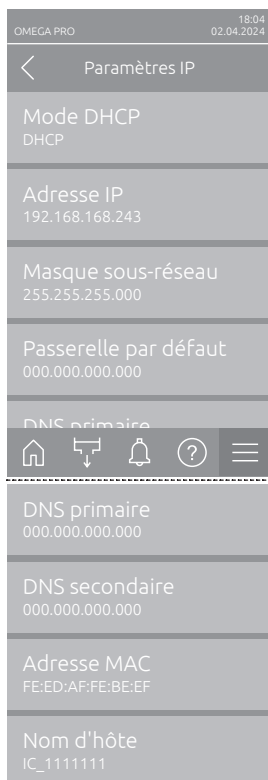 18:04
OMEGA PRO 02.04.2024
Paramètres IP
Mode DHCP
DHCP
Adresse IP
192.168.168.243
Masque sous-réseau
255.255.255.000
Passerelle par défaut
000.000.000.000
DNS primaire
DNS primaire
000.000.000.000
DNS secondaire
000.000.000.000
Adresse MAC
FE:ED:AF:FE:BE:EF
Nom d'hôte
IC_1111111